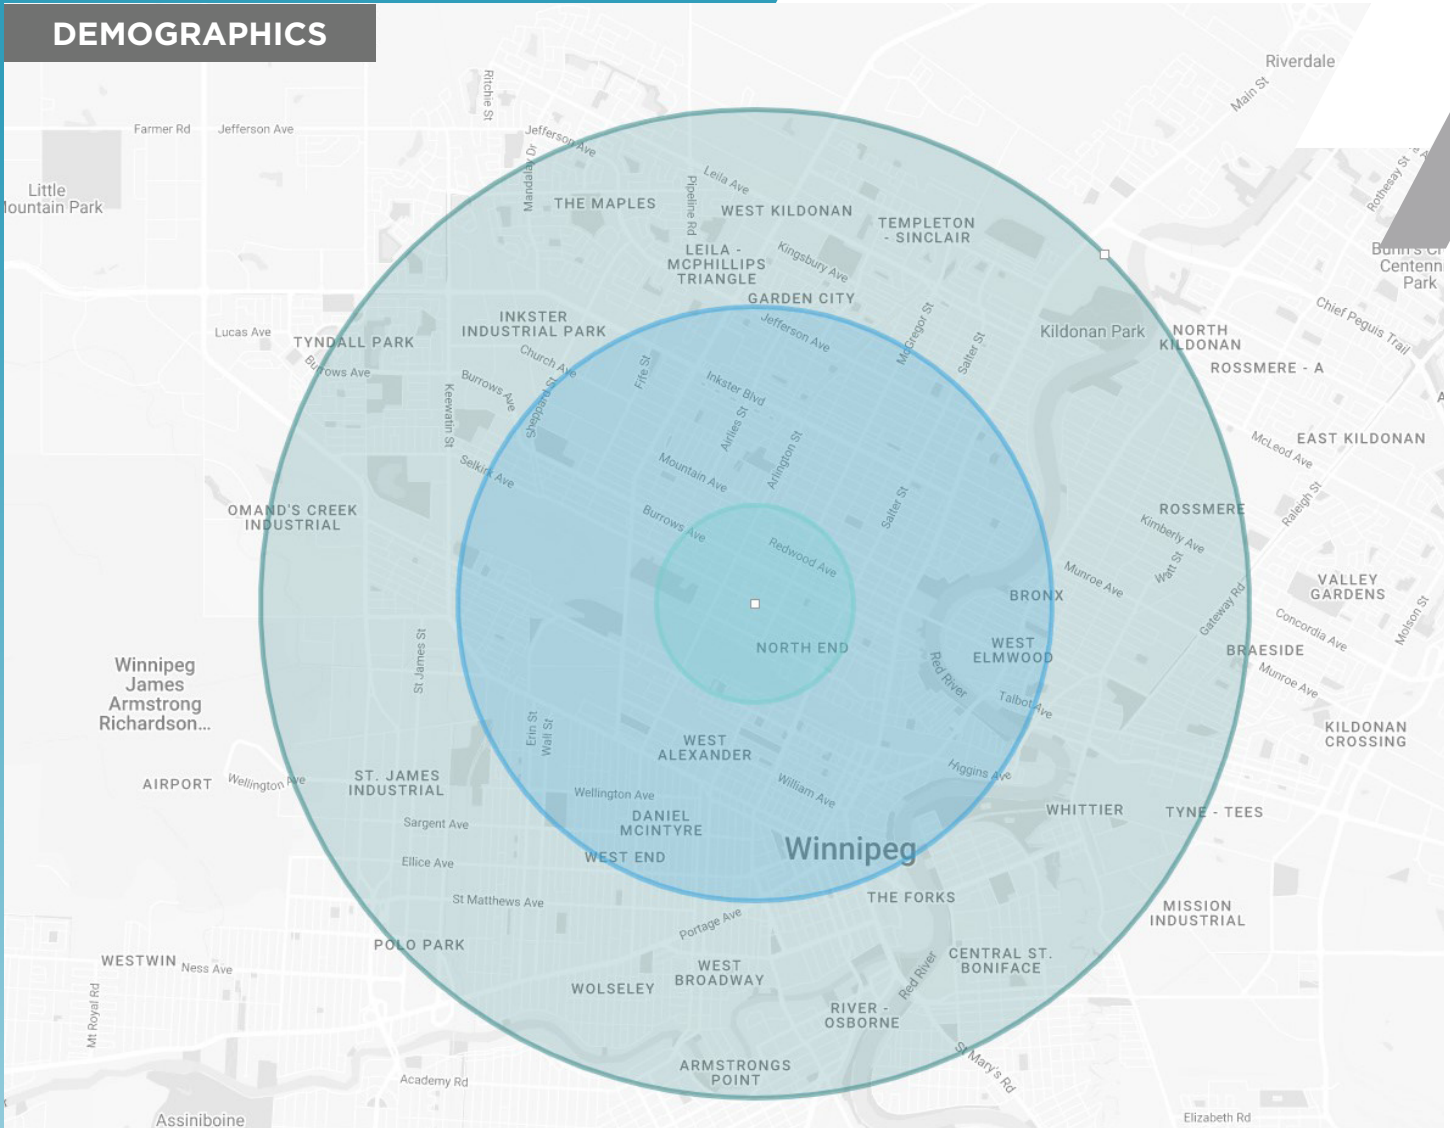 DEMOGRAPHICS
Riverdale
Main St
Ritchie St
Farmer Rd
Jefferson Ave
Jefferson Ave
Mandalay Dr
Pipeline Rd
Leila Ave
Rothesay St
Little
Mountain Park
THE MAPLES
WEST KILDONAN
TEMPLETON
- SINCLAIR
LEILA -
MCPHILLIPS
TRIANGLE
Kingsbury Ave
Centenn
Park
GARDEN CITY
Chief Peguis Trail
INKSTER
INDUSTRIAL PARK
Jefferson Ave
McGregor St
Salter St
Kildonan Park
NORTH
KILDONAN
Lucas Ave
TYNDALL PARK
Burrows Ave
Church Ave
Fife St
ROSSMERE - A
Burrows Ave
Sheppard St
Inkster Blvd
Keewatin St
Airlies St
Arlington St
EAST KILDONAN
McLeod Ave
Selkirk Ave
Mountain Ave
Salter St
Raleigh St
OMAND'S CREEK
INDUSTRIAL
Burrows Ave
Redwood Ave
ROSSMERE
Kimberly Ave
Watt St
Munroe Ave
BRONX
VALLEY
GARDENS
Gateway Rd
Concordia Ave
Molson St
NORTH END
WEST
ELMWOOD
BRAESIDE
Munroe Ave
St James St
Red River
Talbot Ave
Winnipeg
James
Armstrong
Richardson...
Erin St
Wall St
WEST
ALEXANDER
KILDONAN
CROSSING
AIRPORT
Wellington Ave
ST. JAMES
INDUSTRIAL
Higgins Ave
Wellington Ave
William Ave
WHITTIER
TYNE - TEES
Sargent Ave
DANIEL
MCINTYRE
Ellice Ave
WEST END
Winnipeg
St Matthews Ave
THE FORKS
MISSION
INDUSTRIAL
Portage Ave
POLO PARK
WESTWIN
Ness Ave
CENTRAL ST.
BONIFACE
WEST
BROADWAY
WOLSELEY
Red River
Mt Royal Rd
RIVER -
OSBORNE
ARMSTRONGS
POINT
St Mary's Rd
Academy Rd
Assiniboine
Elizabeth Rd